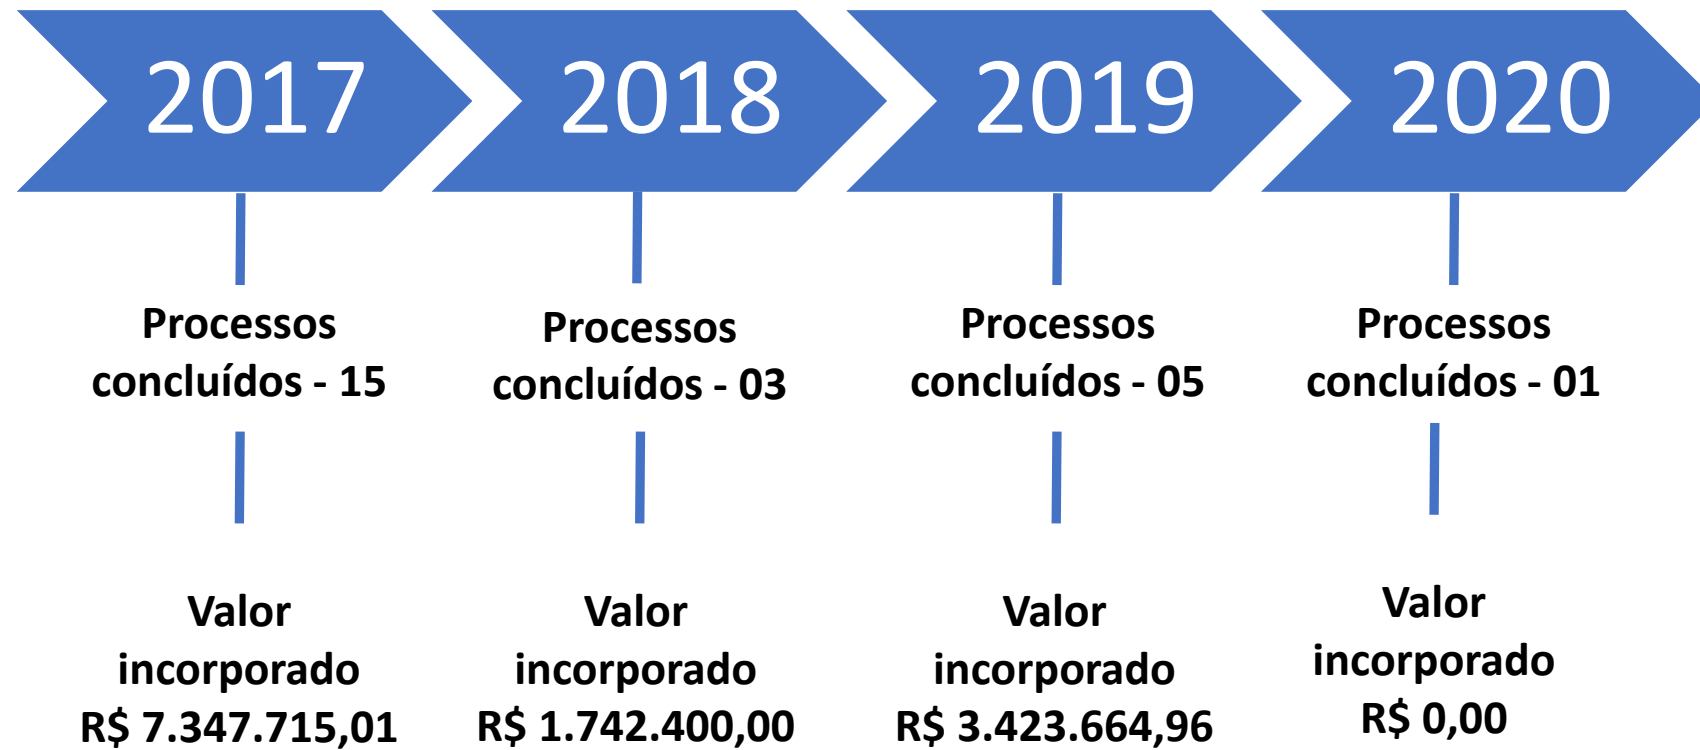 2017
Processos
concluídos - 15
Valor
incorporado
R$ 7.347.715,01
2018
Processos
concluídos - 03
Valor
incorporado
R$ 1.742.400,00
2019
Processos
concluídos - 05
Valor
incorporado
R$ 3.423.664,96
2020
Processos
concluídos - 01
Valor
incorporado
R$ 0,00